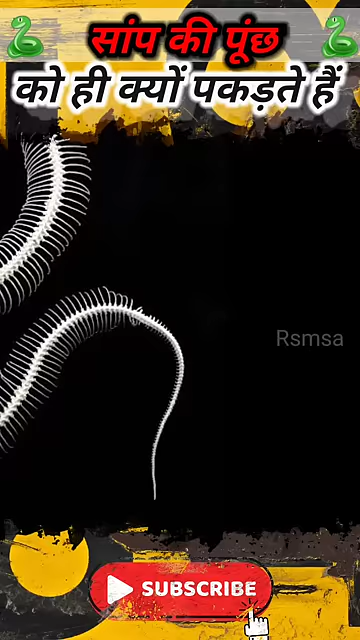 सांप की पूंछ
को ही क्यों पकड़ते हैं
Rsmsa
SUBSCRIBE